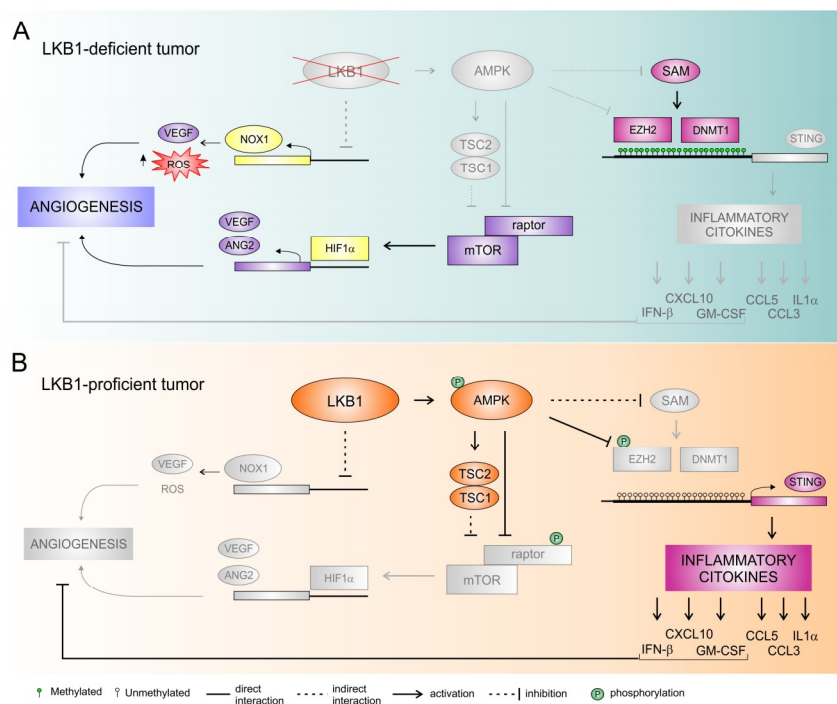 A
LKB1-deficient tumor
LKB1
AMPK
SAM
VEGF
NOX1
EZH2
DNMT1
STING
ROS
TSC2
TSC1
ANGIOGENESIS
VEGF
ANG2
HIF1α
raptor
mTOR
INFLAMMATORY
CITOKINES
CXCL10
CCL5
IL1α
IFN-β
GM-CSF
CCL3
B
LKB1-proficient tumor
P
LKB1
AMPK
SAM
P
EZH2
DNMT1
VEGF
NOX1
ROS
TSC2
TSC1
STING
ANGIOGENESIS
VEGF
ANG2
HIF1α
P
raptor
mTOR
INFLAMMATORY
CITOKINES
CXCL10
CCL5
IL1α
IFN-β
GM-CSF
CCL3
Methylated
Unmethylated
direct
interaction
indirect
interaction
activation
inhibition
P
phosphorylation